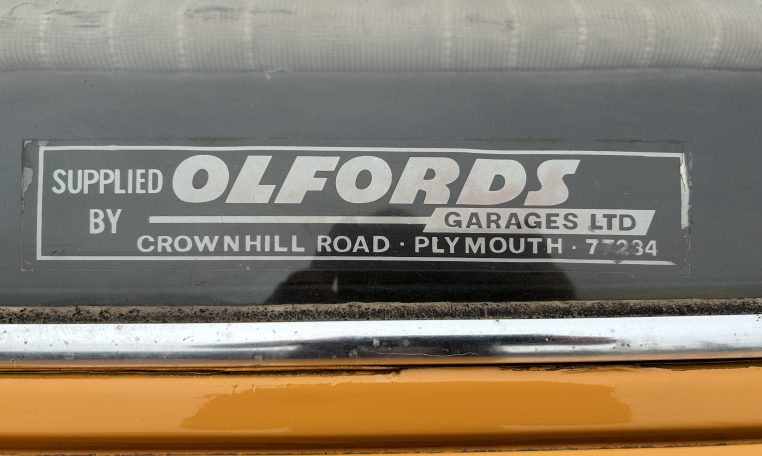 SUPPLIED OLFORDS
BY GARAGES LTD
CROWNHILL ROAD · PLYMOUTH · 77234